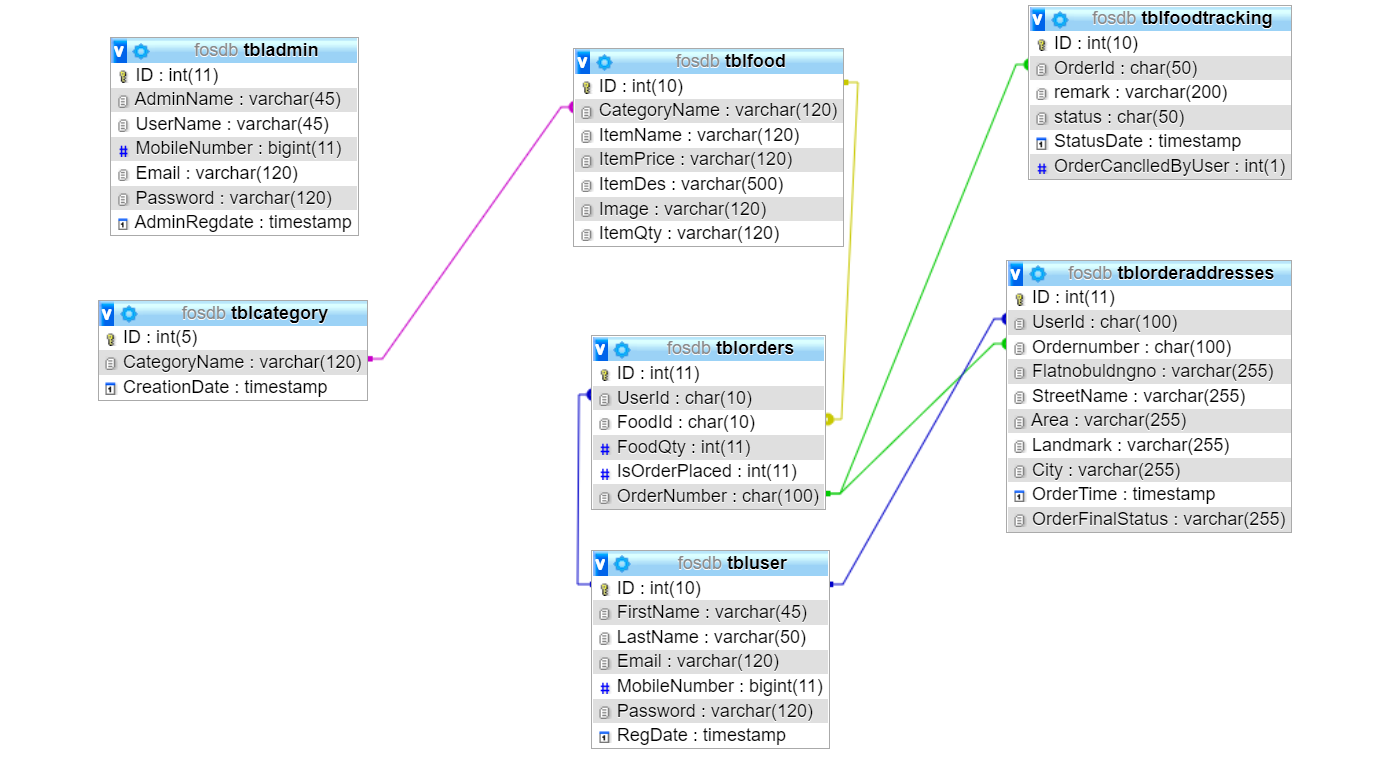 fosdb tbladmin
ID : int(11)
AdminName : varchar(45)
UserName : varchar(45)
MobileNumber : bigint(11)
Email : varchar(120)
Password : varchar(120)
AdminRegdate : timestamp
fosdb tblcategory
ID : int(5)
CategoryName : varchar(120)
CreationDate : timestamp
fosdb tblfood
ID : int(10)
CategoryName : varchar(120)
ItemName : varchar(120)
ItemPrice : varchar(120)
ItemDes : varchar(500)
Image : varchar(120)
ItemQty : varchar(120)
fosdb tblorders
ID : int(11)
UserId : char(10)
FoodId : char(10)
FoodQty : int(11)
IsOrderPlaced : int(11)
OrderNumber : char(100)
fosdb tbluser
ID : int(10)
FirstName : varchar(45)
LastName : varchar(50)
Email : varchar(120)
MobileNumber : bigint(11)
Password : varchar(120)
RegDate : timestamp
fosdb tblfoodtracking
ID : int(10)
OrderId : char(50)
remark : varchar(200)
status : char(50)
StatusDate : timestamp
OrderCanclledByUser : int(1)
fosdb tblorderaddresses
ID : int(11)
UserId : char(100)
Ordernumber : char(100)
Flatnobuldngno : varchar(255)
StreetName : varchar(255)
Area : varchar(255)
Landmark : varchar(255)
City : varchar(255)
OrderTime : timestamp
OrderFinalStatus : varchar(255)